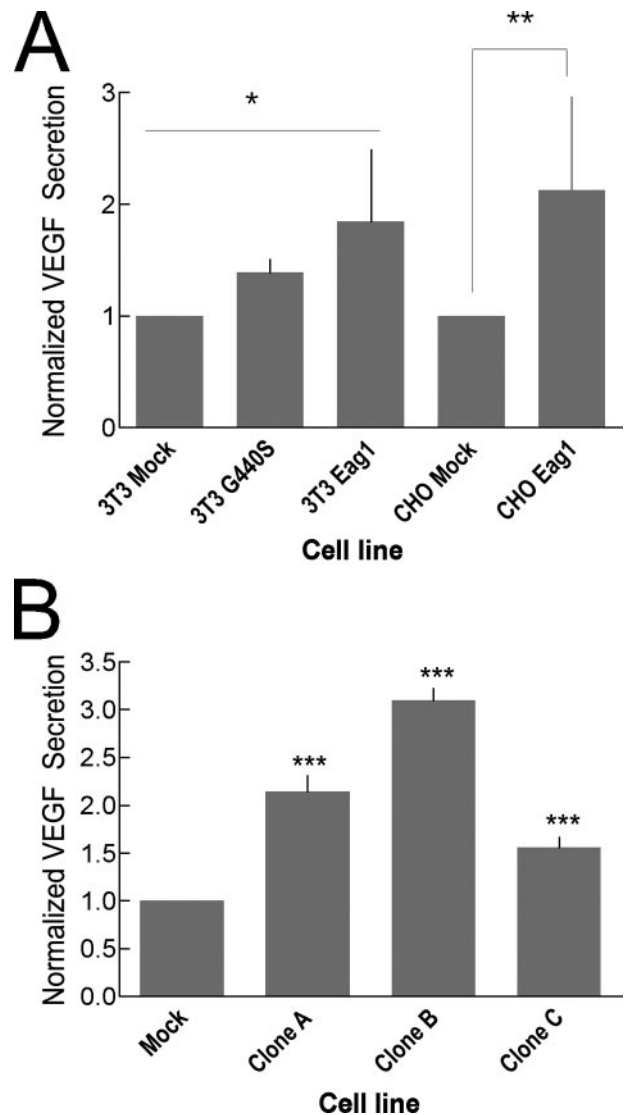 A
**
*
3
2
1
0
Normalized VEGF Secretion
3T3 Mock
3T3 G440S
3T3 Eag1
CHO Mock
CHO Eag1
Cell line
B
3.5
3.0
2.5
2.0
1.5
1.0
0.5
0.0
Normalized VEGF Secretion
***
***
***
Mock
Clone A
Clone B
Clone C
Cell line